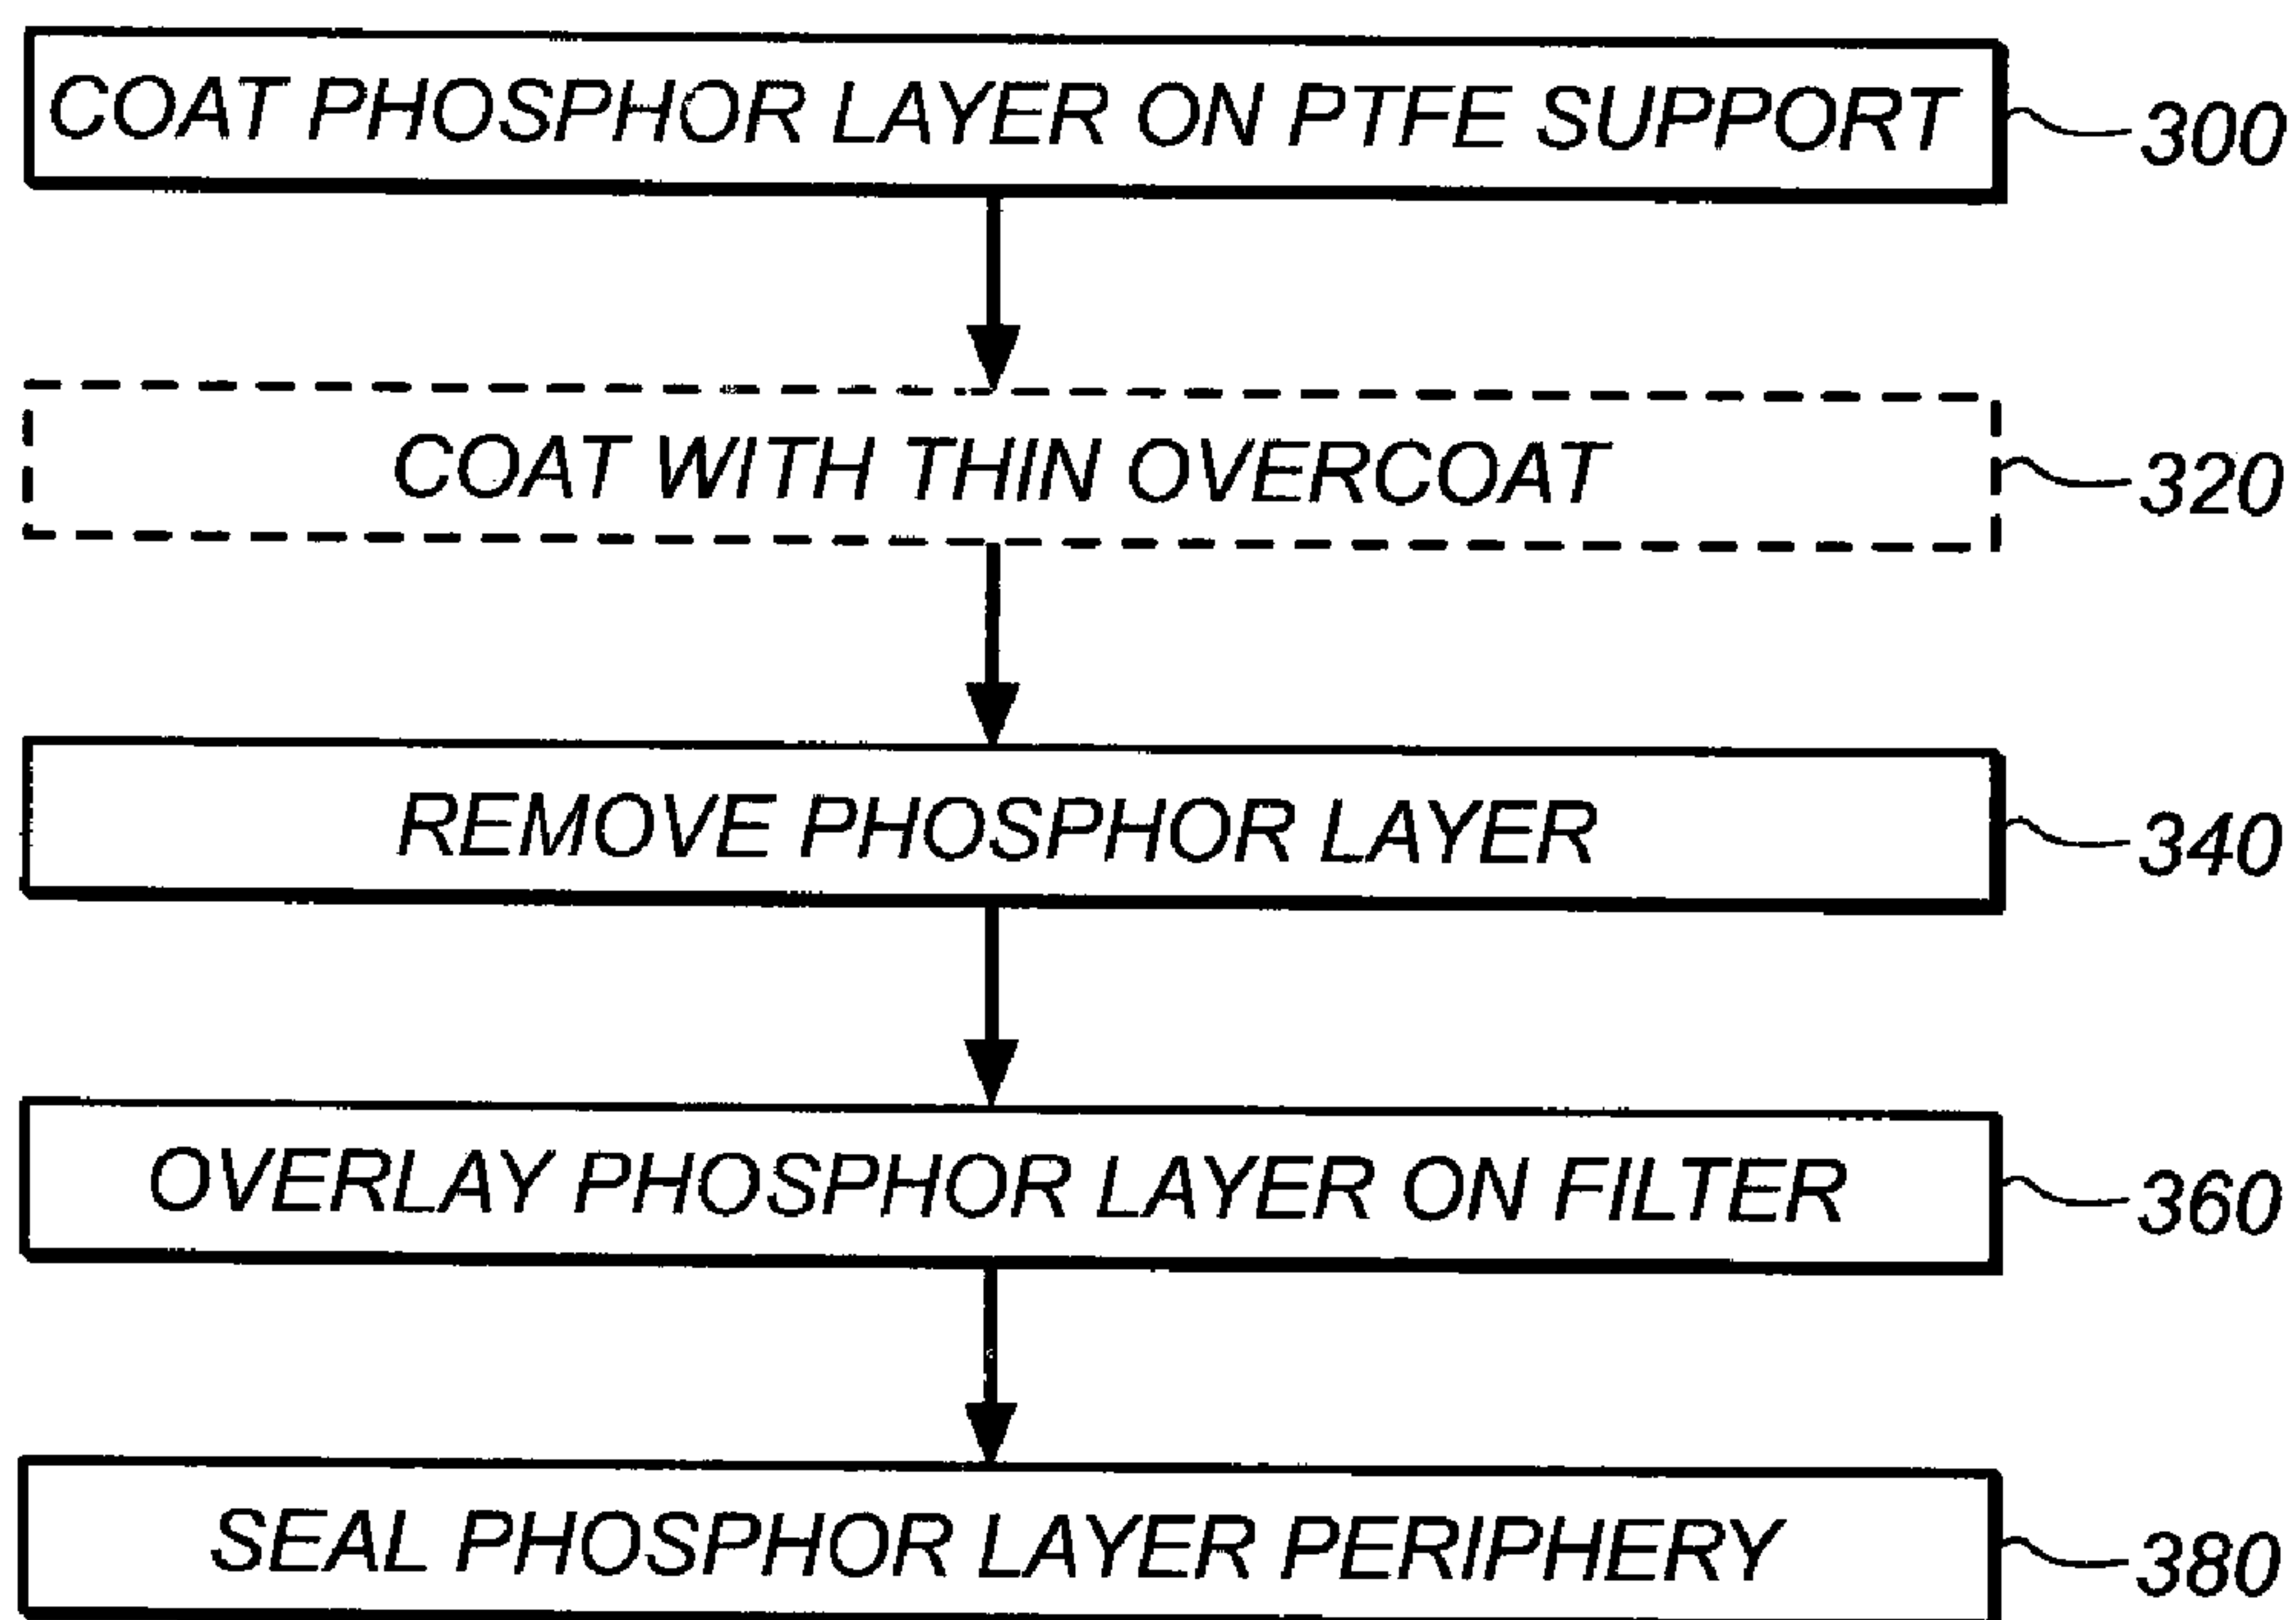 COAT PHOSPHOR LAYER ON PTFE SUPPORT 300
COAT WITH THIN OVERCOAT 320
REMOVE PHOSPHOR LAYER 340
OVERLAY PHOSPHOR LAYER ON FILTER 360
SEAL PHOSPHOR LAYER PERIPHERY 380